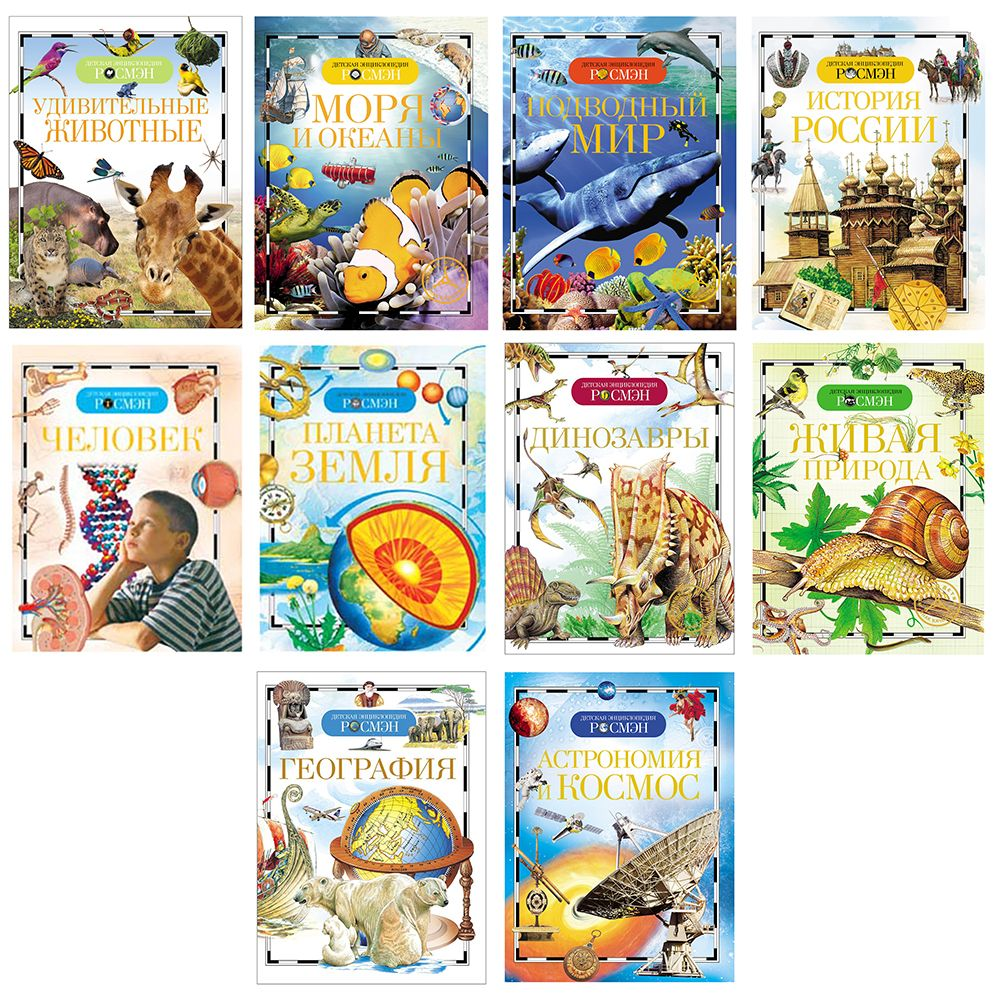 ДЕТСКАЯ ЭНЦИКЛОПЕДИЯ
РОСМЭН
УДИВИТЕЛЬНЫЕ
ЖИВОТНЫЕ
ДЕТСКАЯ ЭНЦИКЛОПЕДИЯ
РОСМЭН
МОРЯ
И ОКЕАНЫ
ДЕТСКАЯ ЭНЦИКЛОПЕДИЯ
РОСМЭН
ПОДВОДНЫЙ
МИР
ДЕТСКАЯ ЭНЦИКЛОПЕДИЯ
РОСМЭН
ИСТОРИЯ
РОССИИ
ДЕТСКАЯ ЭНЦИКЛОПЕДИЯ
РОСМЭН
ЧЕЛОВЕК
ДЕТСКАЯ ЭНЦИКЛОПЕДИЯ
РОСМЭН
ПЛАНЕТА
ЗЕМЛЯ
ДЕТСКАЯ ЭНЦИКЛОПЕДИЯ
РОСМЭН
ДИНОЗАВРЫ
ДЕТСКАЯ ЭНЦИКЛОПЕДИЯ
РОСМЭН
ЖИВАЯ
ПРИРОДА
ДЕТСКАЯ ЭНЦИКЛОПЕДИЯ
РОСМЭН
ГЕОГРАФИЯ
ДЕТСКАЯ ЭНЦИКЛОПЕДИЯ
РОСМЭН
АСТРОНОМИЯ
И КОСМОС